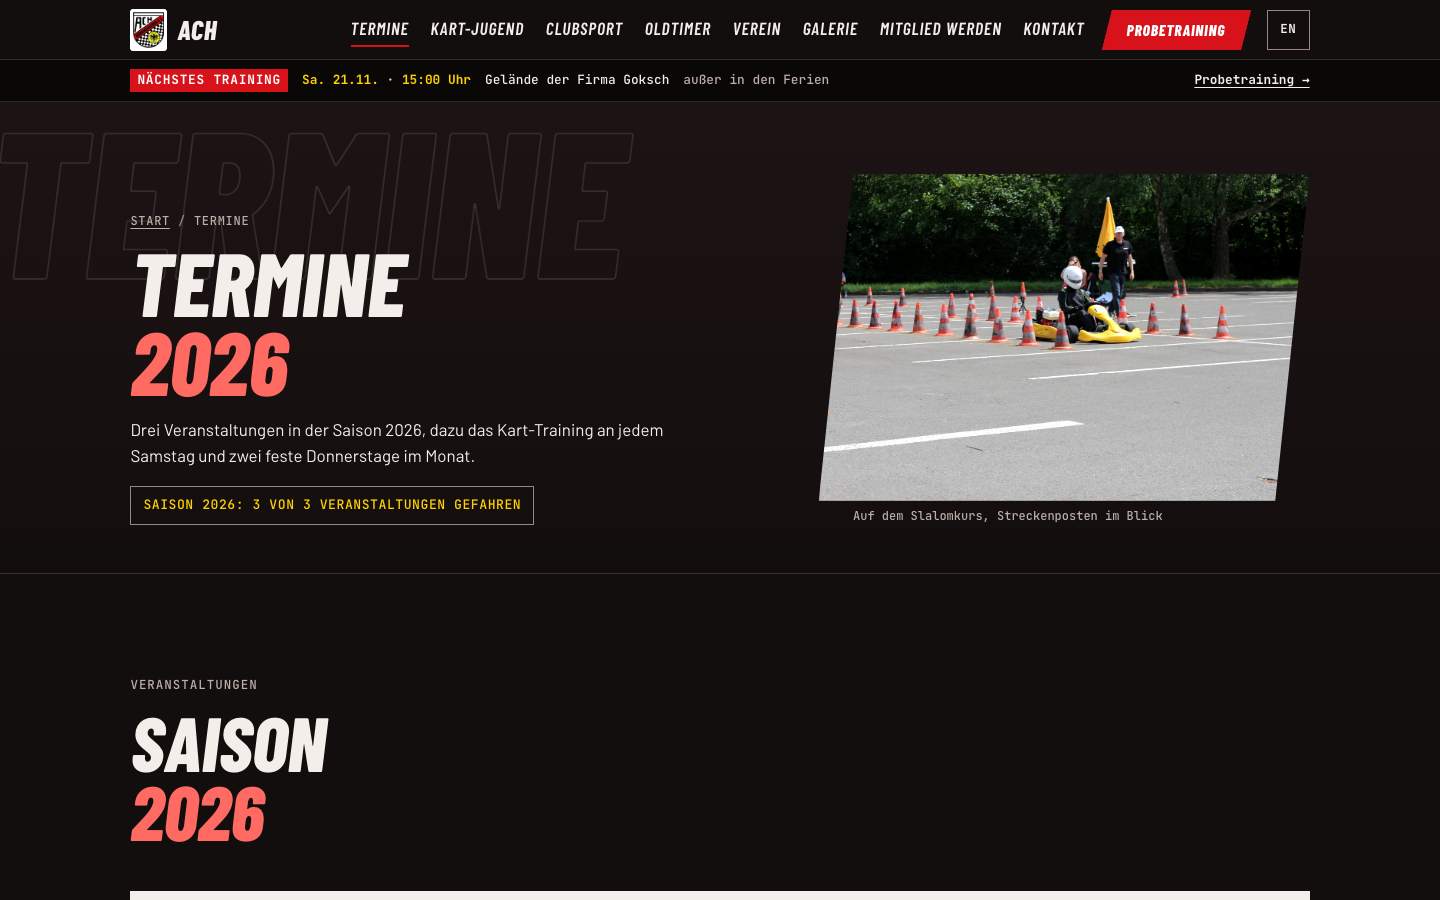 ACH
TERMINE KART-JUGEND CLUBSPORT OLDTIMER VEREIN GALERIE MITGLIED WERDEN KONTAKT PROBETRAINING EN
NÄCHSTES TRAINING Sa. 21.11. · 15:00 Uhr Gelände der Firma Goksch außer in den Ferien Probetraining →
TERMINE
START / TERMINE
TERMINE
2026
Drei Veranstaltungen in der Saison 2026, dazu das Kart-Training an jedem
Samstag und zwei feste Donnerstage im Monat.
SAISON 2026: 3 VON 3 VERANSTALTUNGEN GEFAHREN
Auf dem Slalomkurs, Streckenposten im Blick
VERANSTALTUNGEN
SAISON
2026